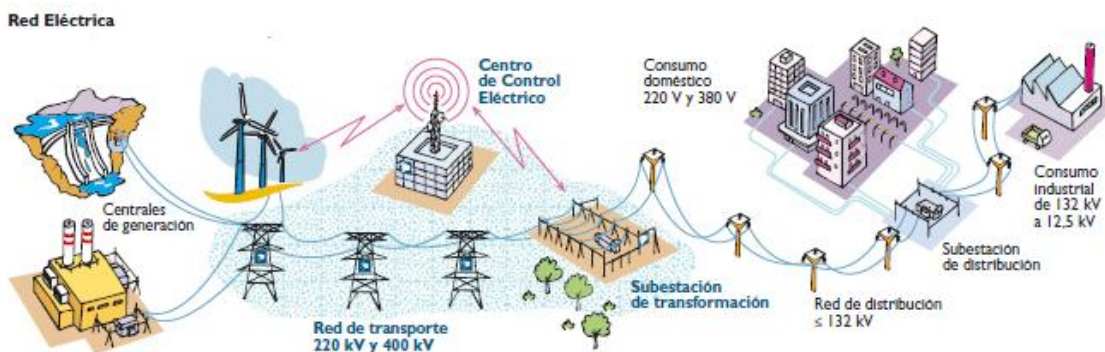 Red Eléctrica
Centro
de Control
Eléctrico
Consumo
doméstico
220 V y 380 V
Centrales
de generación
Consumo
industrial
de 132 kV
a 12,5 kV
Subestación
de distribución
Subestación
de transformación
Red de distribución
≤ 132 kV
Red de transporte
220 kV y 400 kV